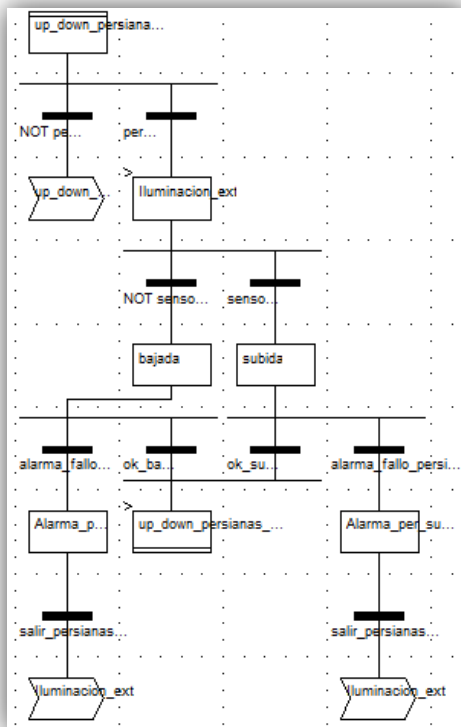 up_down_persiana...
NOT pe... per...
up_down_... Iluminacion_ext
NOT senso... senso...
bajada subida
alarma_fallo... ok_ba... ok_su... alarma_fallo_persi...
Alarma_p... up_down_persianas_... Alarma_per_su...
salir_persianas... salir_persianas...
Iluminacion_ext Iluminacion_ext